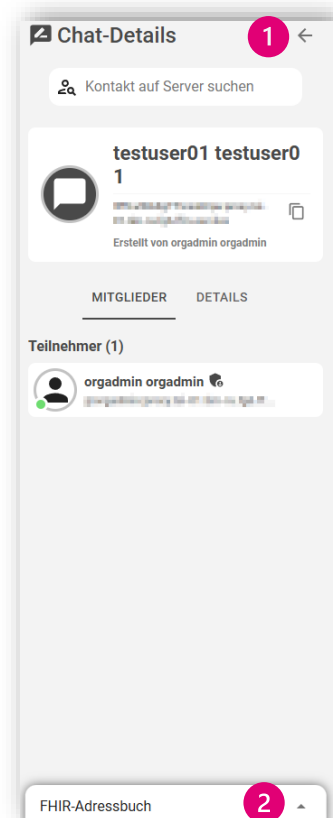 Chat-Details
1
Kontakt auf Server suchen
testuser01 testuser0
1
Erstellt von orgadmin orgadmin
MITGLIEDER DETAILS
Teilnehmer (1)
orgadmin orgadmin
FHIR-Adressbuch
2